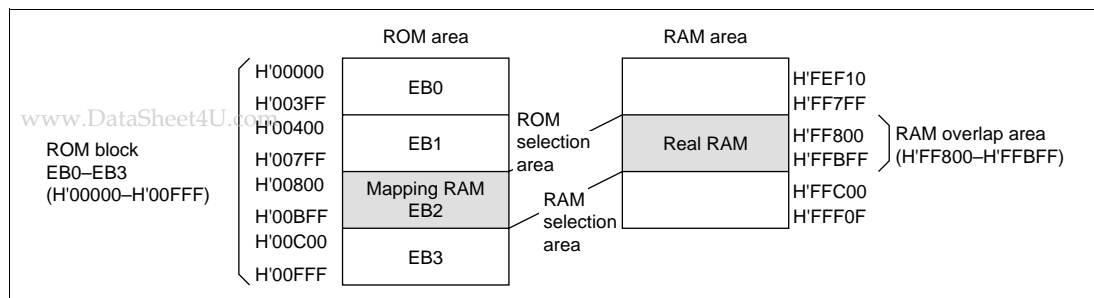 ROM area
RAM area
H'00000
H'003FF
H'00400
H'007FF
H'00800
H'00BFF
H'00C00
H'00FFF
ROM block
EB0–EB3
(H'00000–H'00FFF)
EB0
EB1
Mapping RAM
EB2
EB3
ROM
selection
area
RAM
selection
area
Real RAM
H'FEF10
H'FF7FF
H'FF800
H'FFBFF
H'FFC00
H'FFF0F
RAM overlap area
(H'FF800–H'FFBFF)
www.DataSheet4U.com